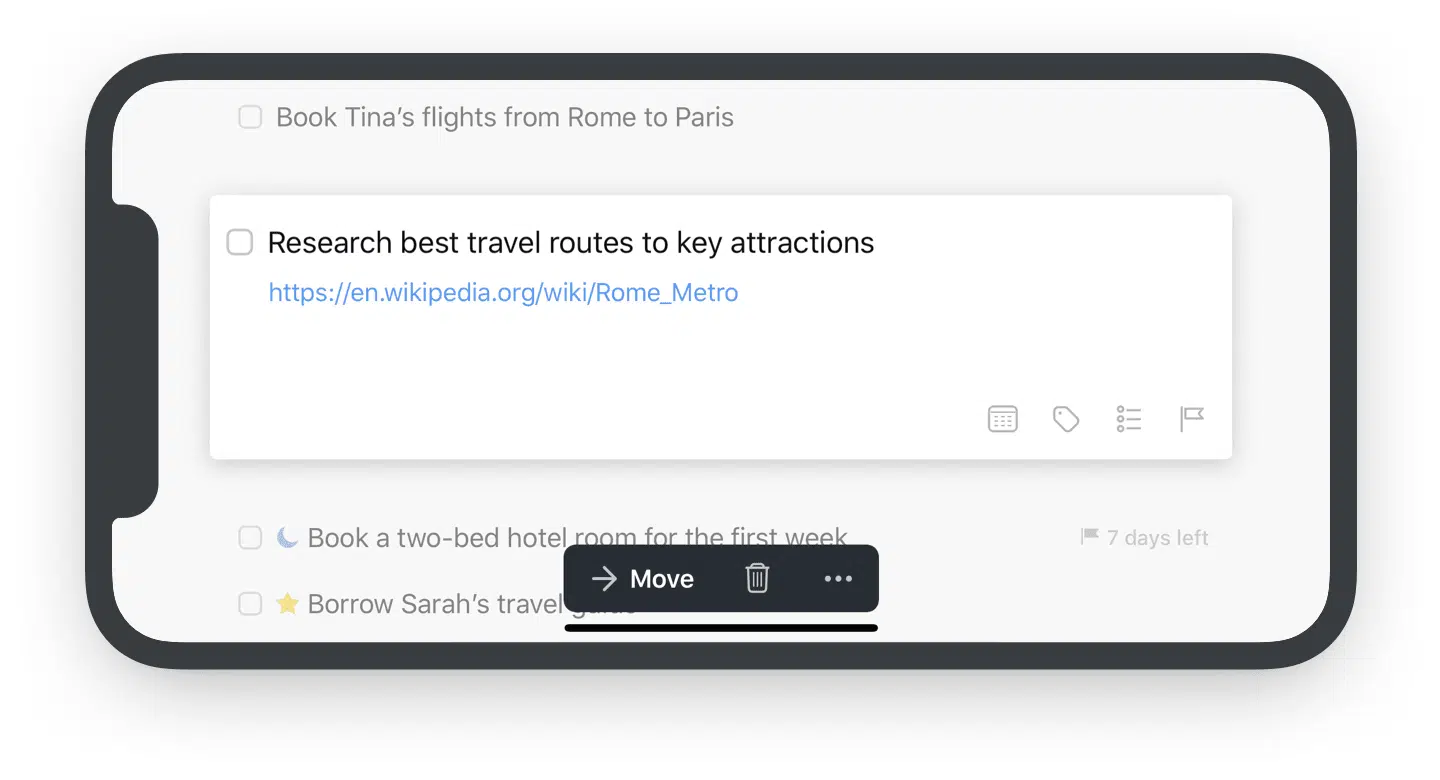 Book Tina’s flights from Rome to Paris
Research best travel routes to key attractions
https://en.wikipedia.org/wiki/Rome_Metro
Book a two-bed hotel room for the first week
7 days left
Move
Borrow Sarah’s travel guide